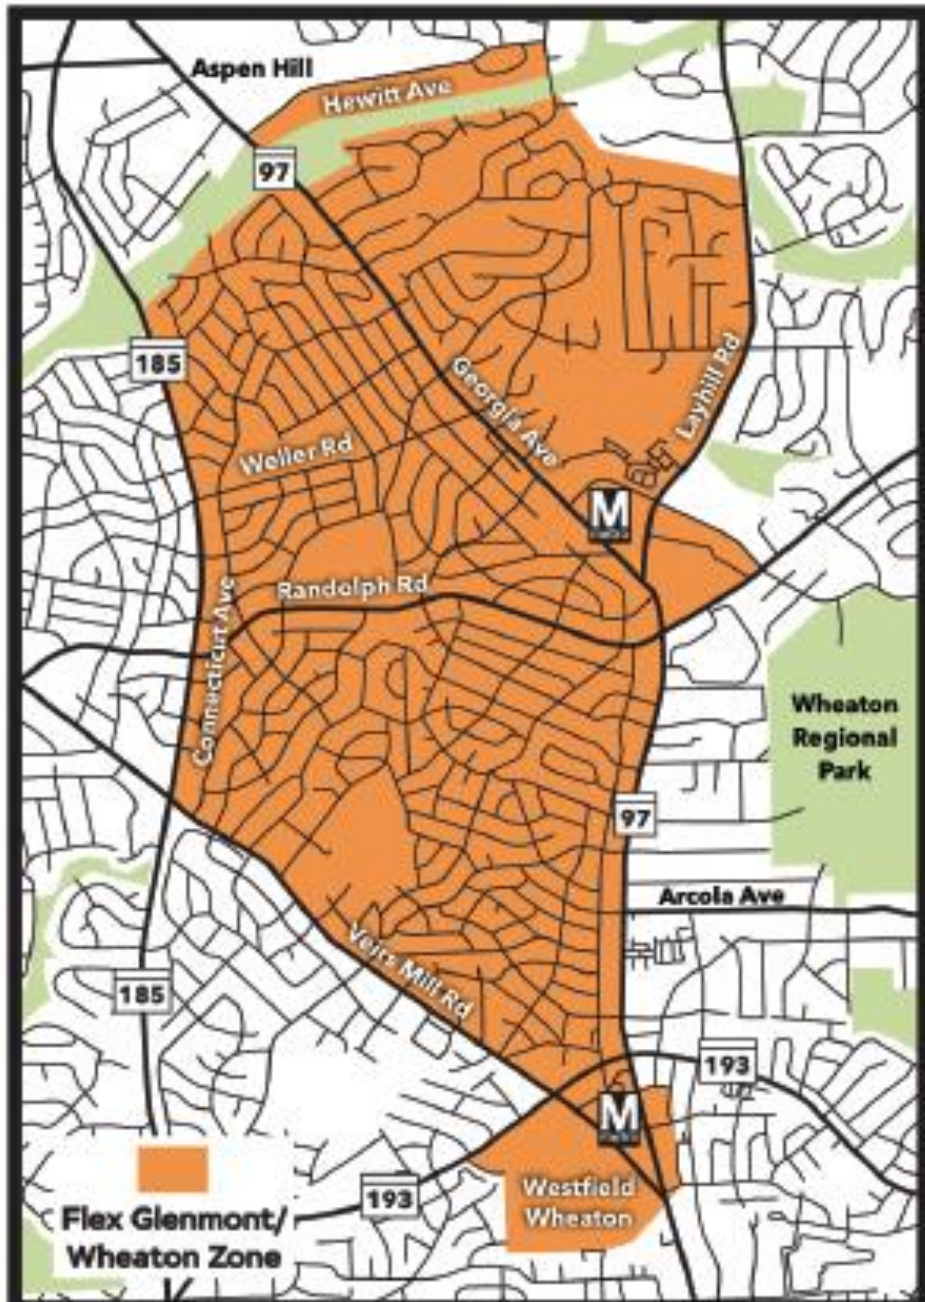 Aspen Hill
Hewitt Ave
97
185
Georgia Ave
Layhill Rd
Weller Rd
M
Randolph Rd
Connecticut Ave
Wheaton
Regional
Park
97
Arcola Ave
Veirs Mill Rd
185
193
M
Westfield
Wheaton
193
Flex Glenmont/
Wheaton Zone